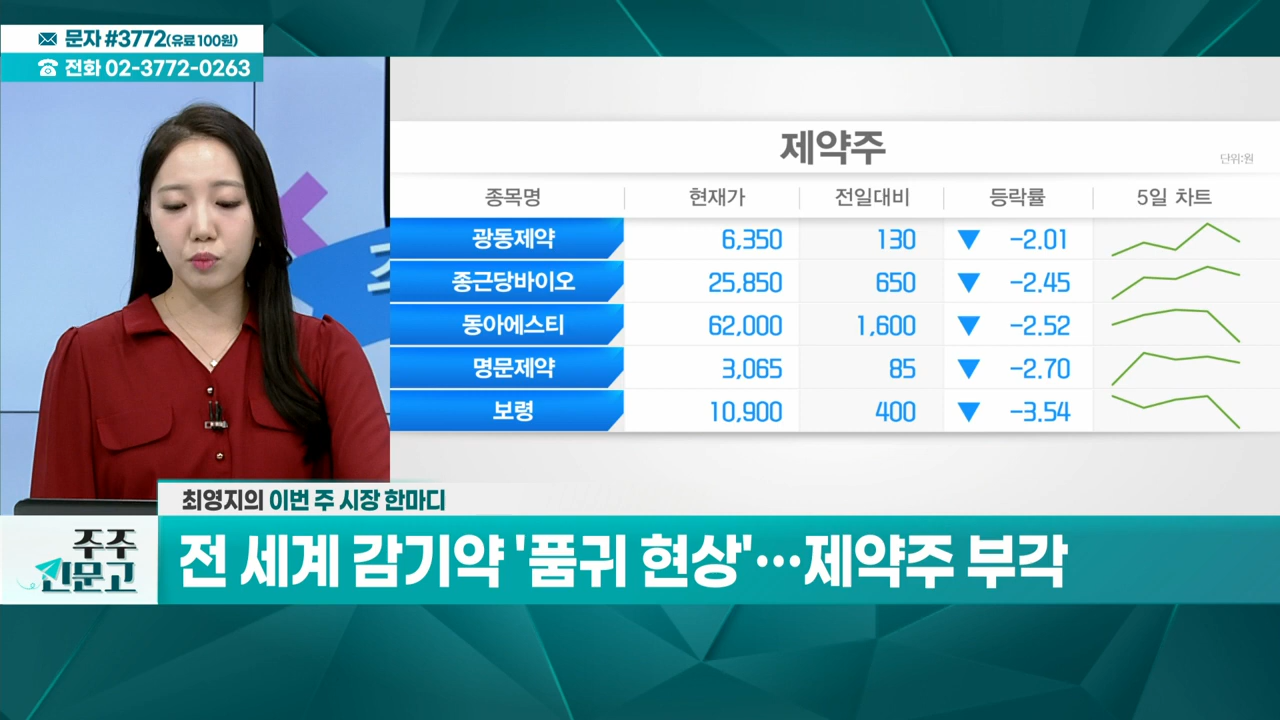 문자 #3772(유료 100원)
전화 02-3772-0263
제약주
단위:원
종목명 현재가 전일대비 등락률 5일 차트
광동제약 6,350 130 ▼ -2.01
종근당바이오 25,850 650 ▼ -2.45
동아에스티 62,000 1,600 ▼ -2.52
명문제약 3,065 85 ▼ -2.70
보령 10,900 400 ▼ -3.54
최영지의 이번 주 시장 한마디
주주
신문고
전 세계 감기약 '품귀 현상'…제약주 부각